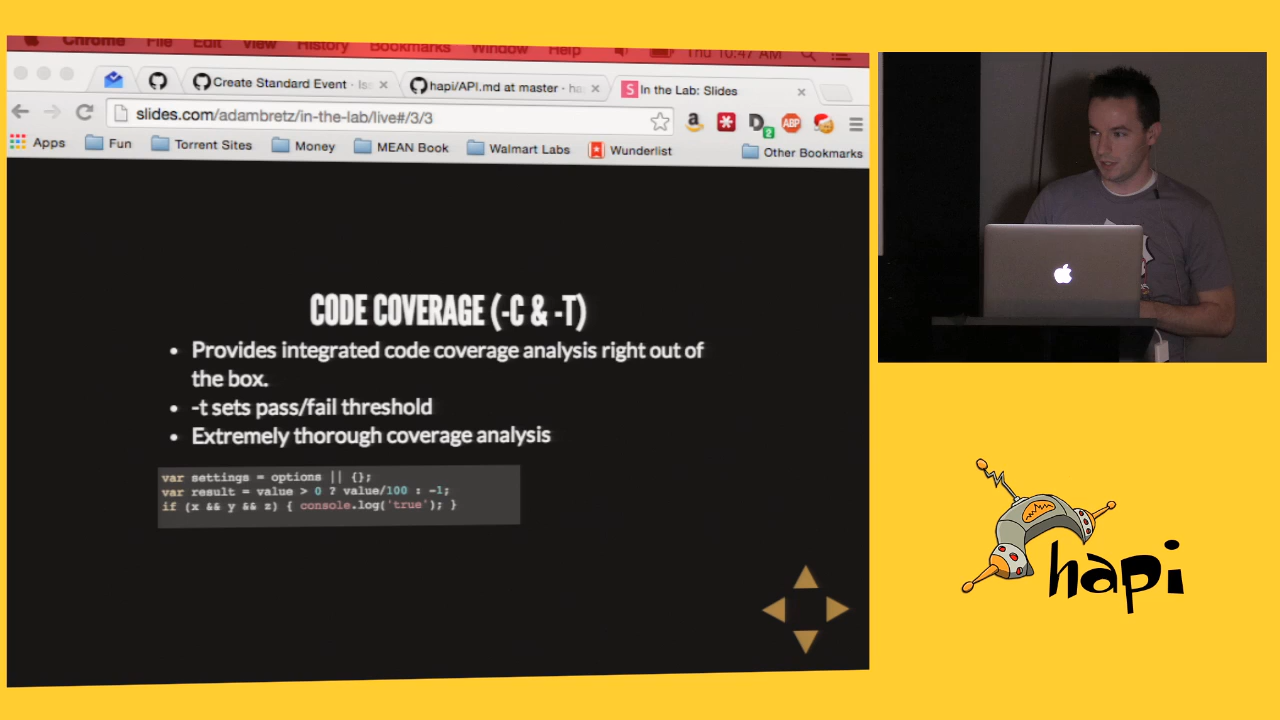 Chrome File Edit View History Bookmarks Window Help Thu 10:47 AM
Create Standard Event · Iss
hapi/API.md at master · ha
In the Lab: Slides
slides.com/adambretz/in-the-lab/live#/3/3
Apps Fun Torrent Sites Money MEAN Book Walmart Labs Wunderlist Other Bookmarks
CODE COVERAGE (-C & -T)
• Provides integrated code coverage analysis right out of
the box.
• -t sets pass/fail threshold
• Extremely thorough coverage analysis
var settings = options || {};
var result = value > 0 ? value/100 : -1;
if (x && y && z) { console.log('true'); }
hapi